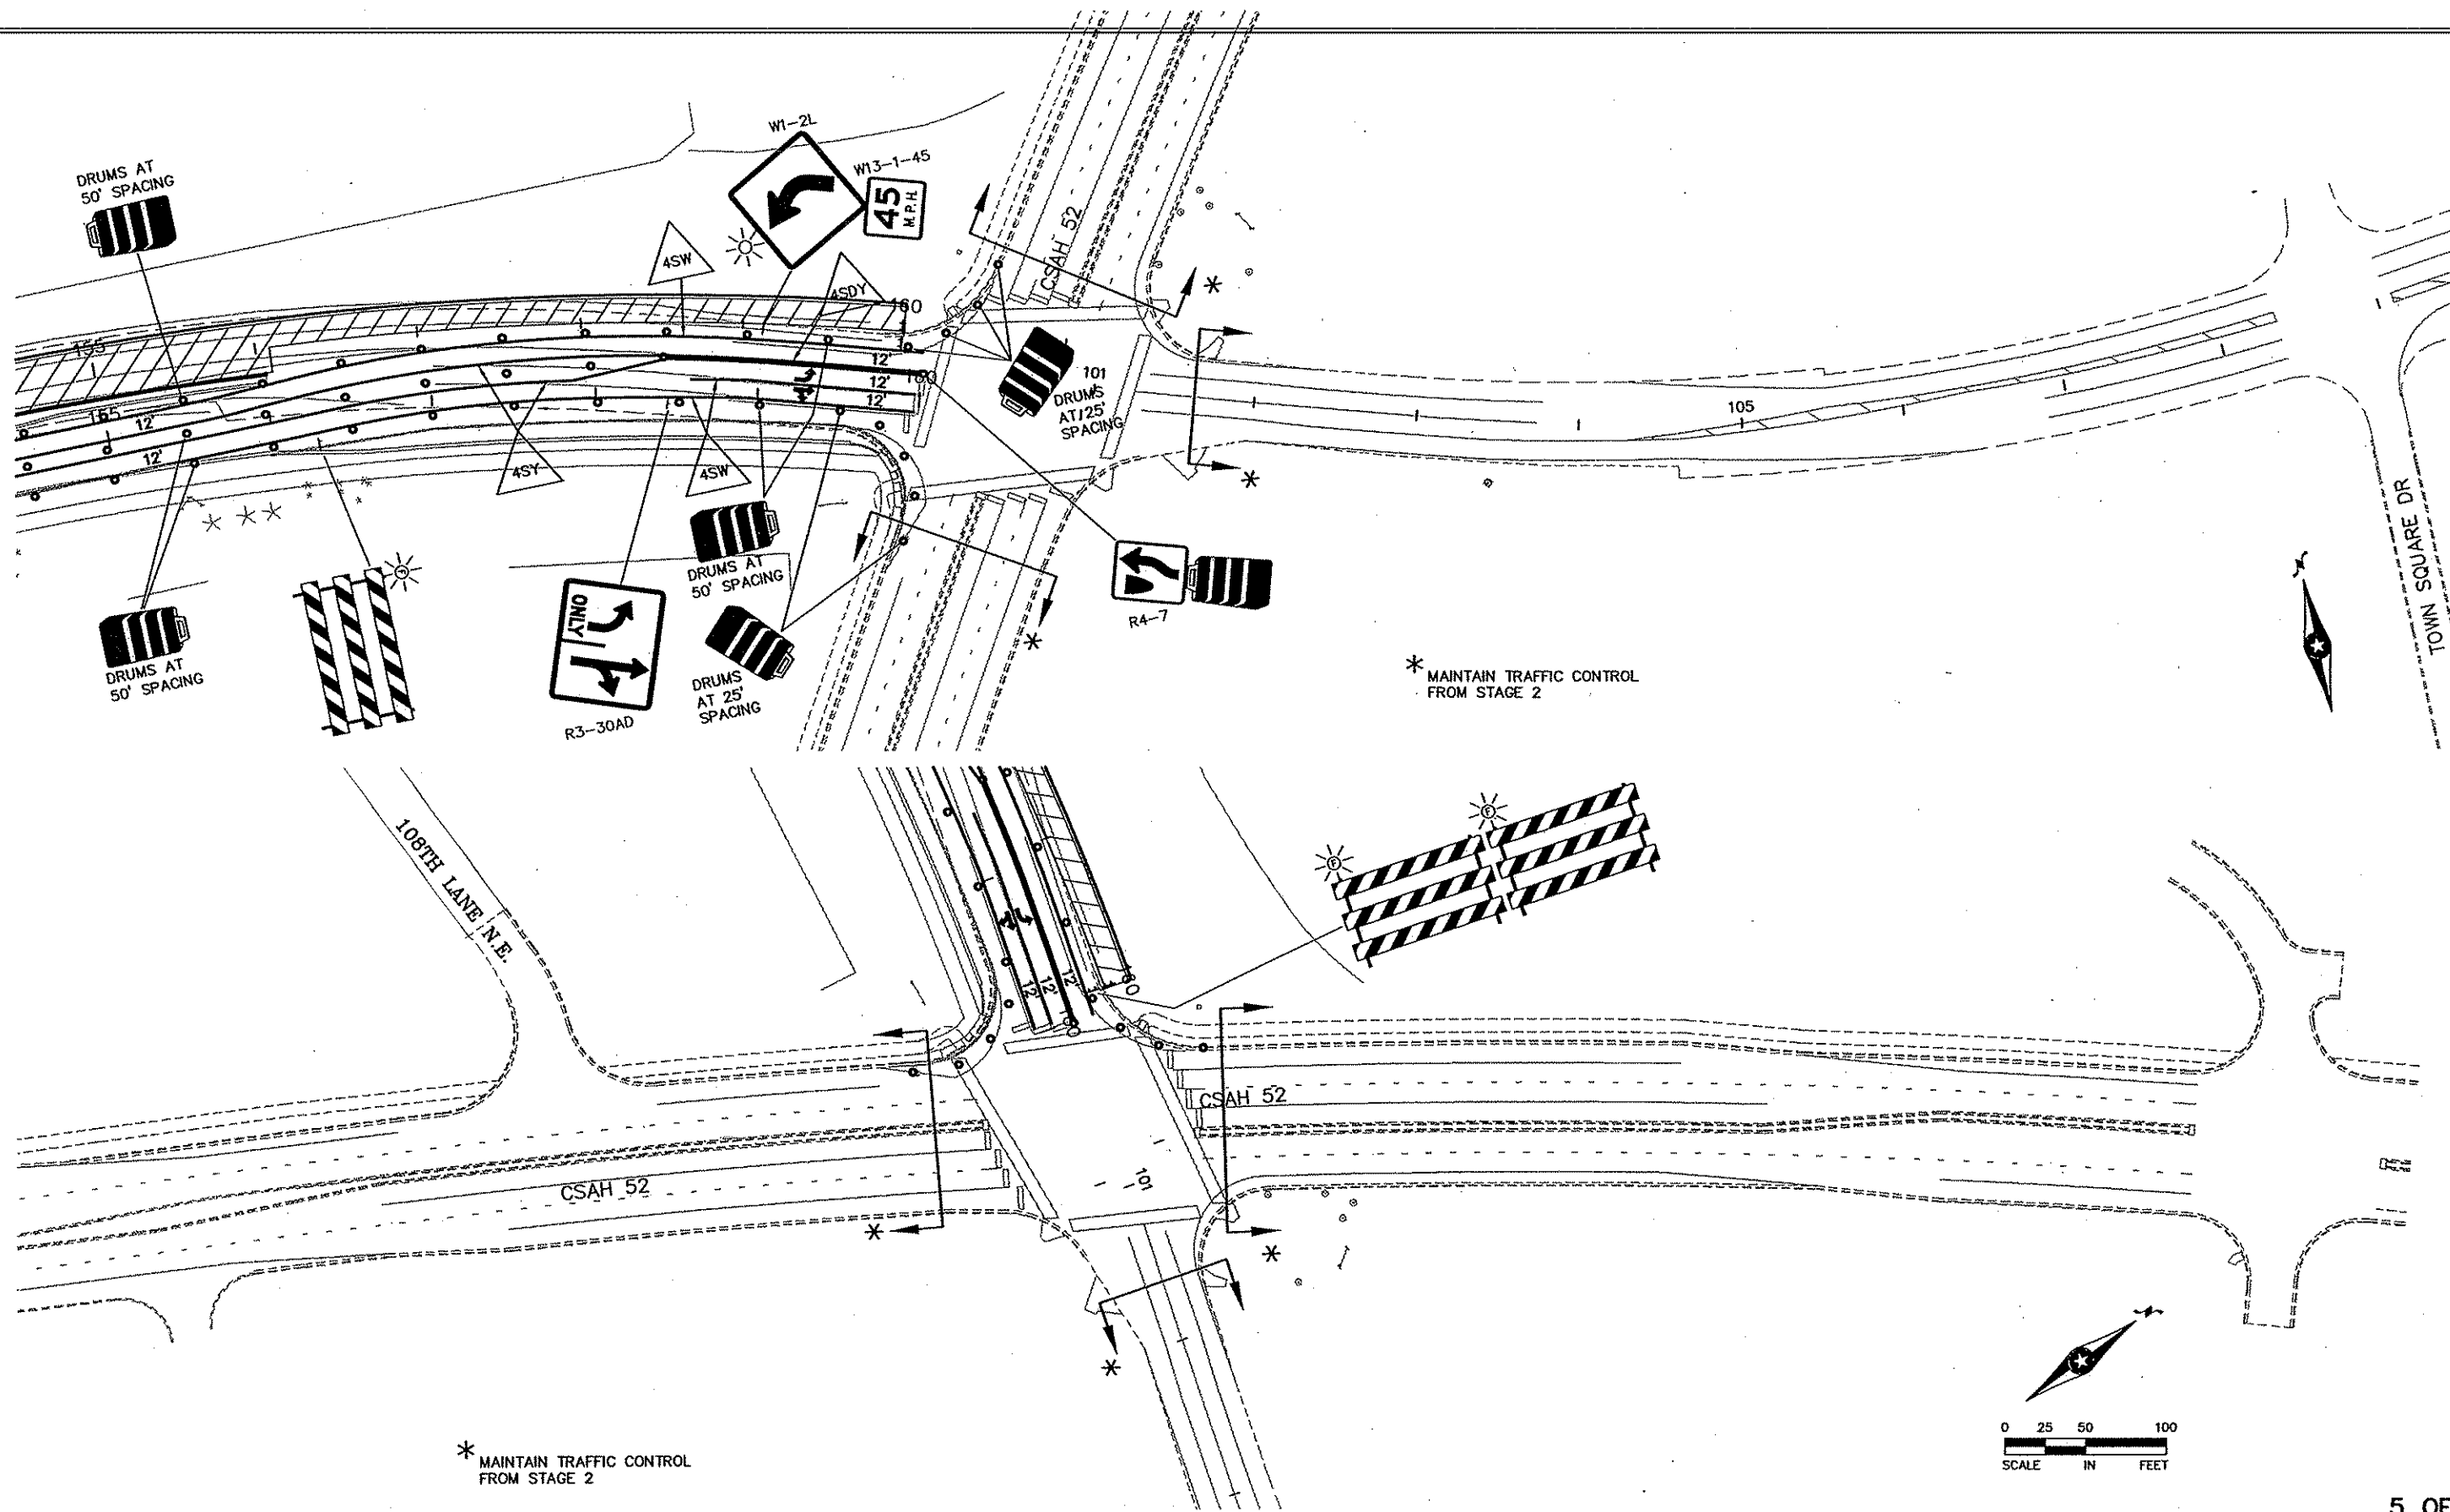 W1-2L
W13-1-45
45
M.P.H.
DRUMS AT
50' SPACING
4SW
4SDY
160
CSAH 52
155
165
12'
12'
12'
12'
12'
101
DRUMS
AT 25'
SPACING
105
4SY
4SW
TOWN SQUARE DR
DRUMS AT
50' SPACING
DRUMS AT
50' SPACING
ONLY
R3-30AD
DRUMS
AT 25'
SPACING
R4-7
* MAINTAIN TRAFFIC CONTROL
FROM STAGE 2
108TH LANE N.E.
F
F
F
12'
12'
12'
CSAH 52
CSAH 52
101
* MAINTAIN TRAFFIC CONTROL
FROM STAGE 2
0 25 50 100
SCALE IN FEET
5 OF